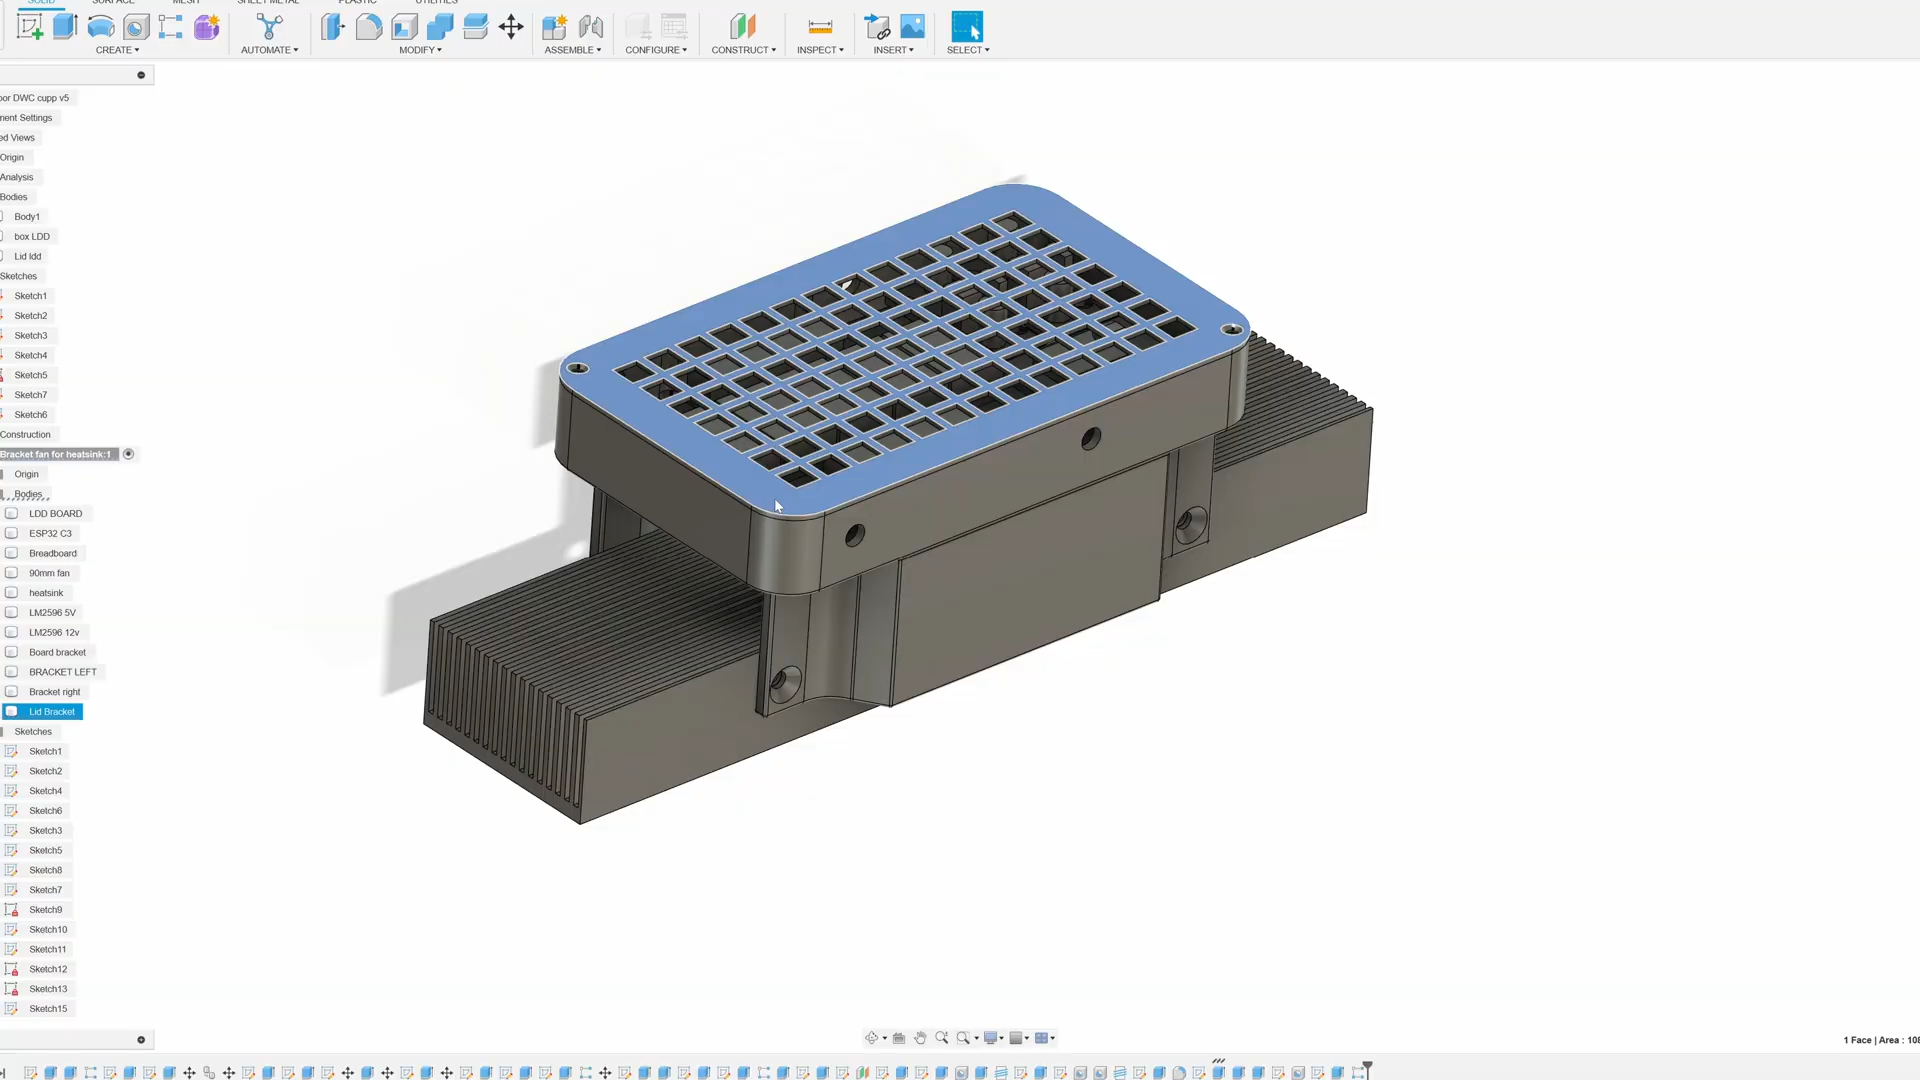 SOLID SURFACE MESH SHEET METAL PLASTIC UTILITIES
CREATE AUTOMATE MODIFY ASSEMBLE CONFIGURE CONSTRUCT INSPECT INSERT SELECT
oor DWC cupp v5
ment Settings
ed Views
Origin
Analysis
Bodies
Body1
box LDD
Lid ldd
Sketches
Sketch1
Sketch2
Sketch3
Sketch4
Sketch5
Sketch7
Sketch6
Construction
Bracket fan for heatsink:1
Origin
Bodies
LDD BOARD
ESP32 C3
Breadboard
90mm fan
heatsink
LM2596 5V
LM2596 12v
Board bracket
BRACKET LEFT
Bracket right
Lid Bracket
Sketches
Sketch1
Sketch2
Sketch4
Sketch6
Sketch3
Sketch5
Sketch8
Sketch7
Sketch9
Sketch10
Sketch11
Sketch12
Sketch13
Sketch15
1 Face | Area : 108